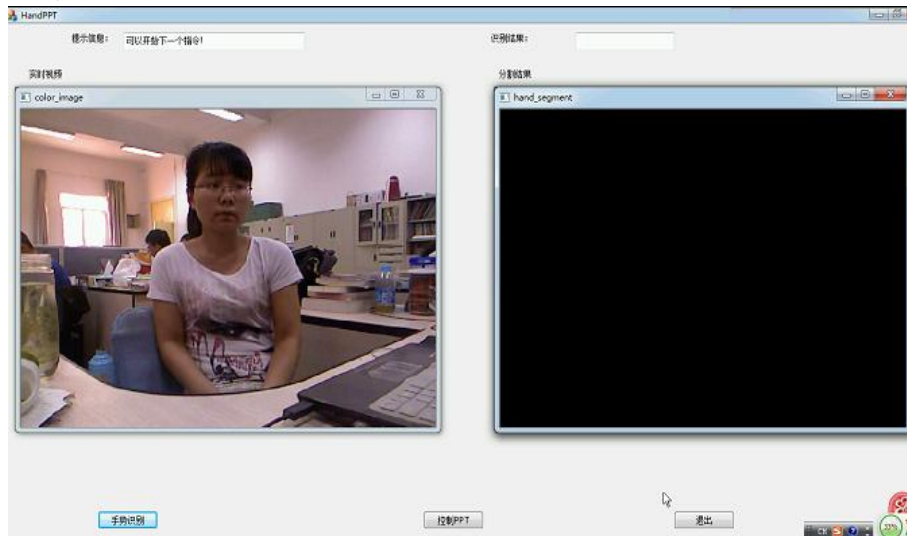 HandPPT
提示信息: 可以开始下一个指令! 识别结果:
实时视频 分割结果
color_image hand_segment
手势识别 控制PPT 退出
CH
33%